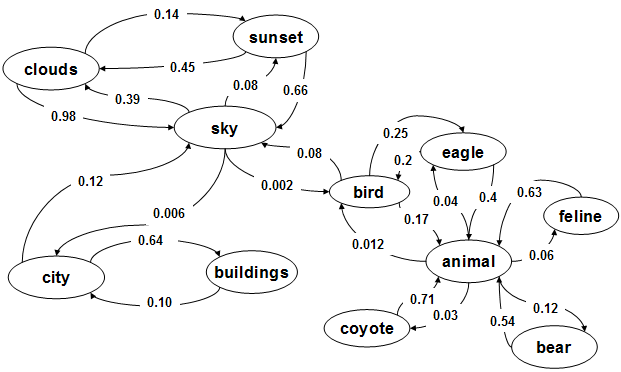 0.14
sunset
clouds
0.45
0.08
0.66
0.39
0.98
sky
0.25
eagle
0.08
0.2
0.12
0.002
bird
0.04
0.4
0.63
feline
0.006
0.17
0.64
0.012
animal
0.06
city
buildings
0.10
0.71
0.03
0.12
0.54
coyote
bear